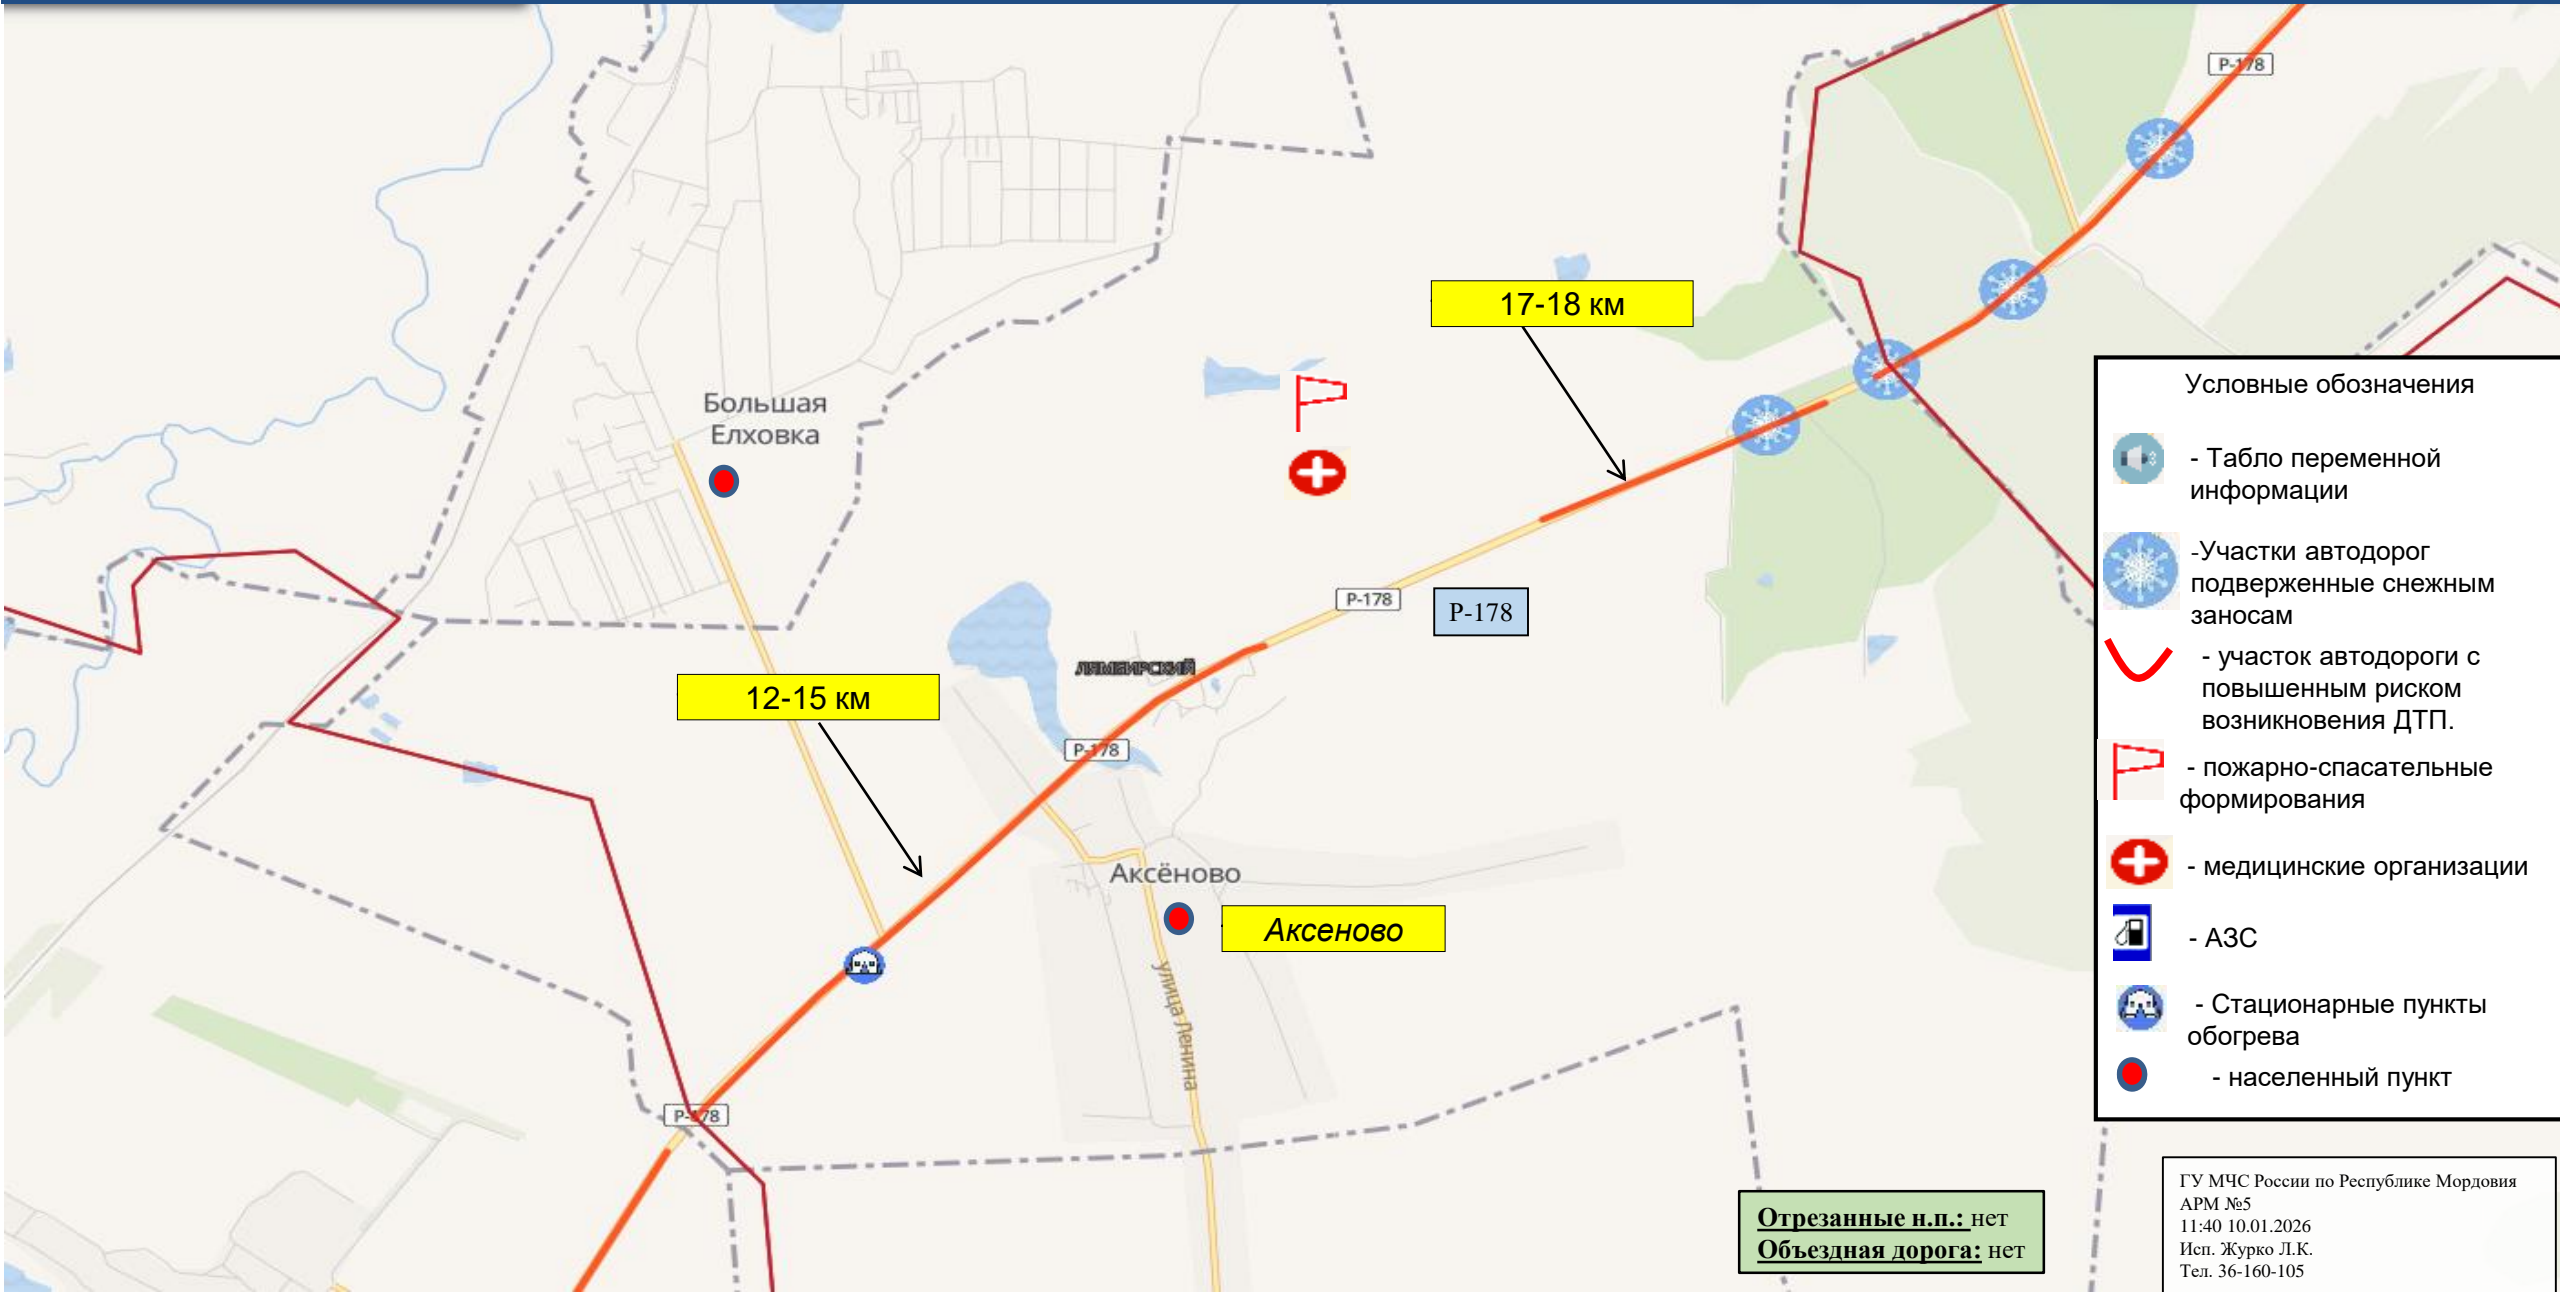 Р-178
17-18 км
Большая
Елховка
Р-178
Р-178
ЛЯМБИРСКИЙ
12-15 км
Р-178
Аксёново
Аксеново
улица Ленина
Р-178
Условные обозначения
- Табло переменной
информации
-Участки автодорог
подверженные снежным
заносам
- участок автодороги с
повышенным риском
возникновения ДТП.
- пожарно-спасательные
формирования
- медицинские организации
- АЗС
- Стационарные пункты
обогрева
- населенный пункт
Отрезанные н.п.: нет
Объездная дорога: нет
ГУ МЧС России по Республике Мордовия
АРМ №5
11:40 10.01.2026
Исп. Журко Л.К.
Тел. 36-160-105